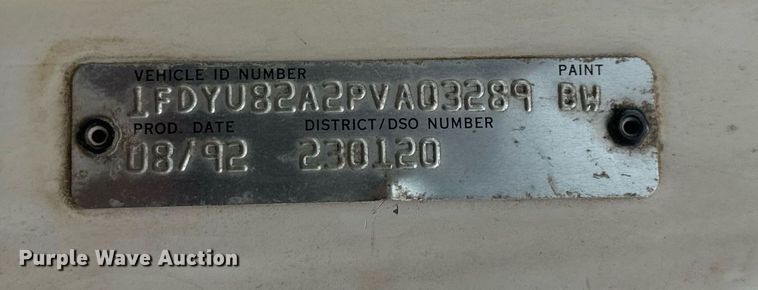 VEHICLE ID NUMBER PAINT
1FDYU82A2PVA03289 BW
PROD. DATE DISTRICT/DSO NUMBER
08/92 230120
Purple Wave Auction